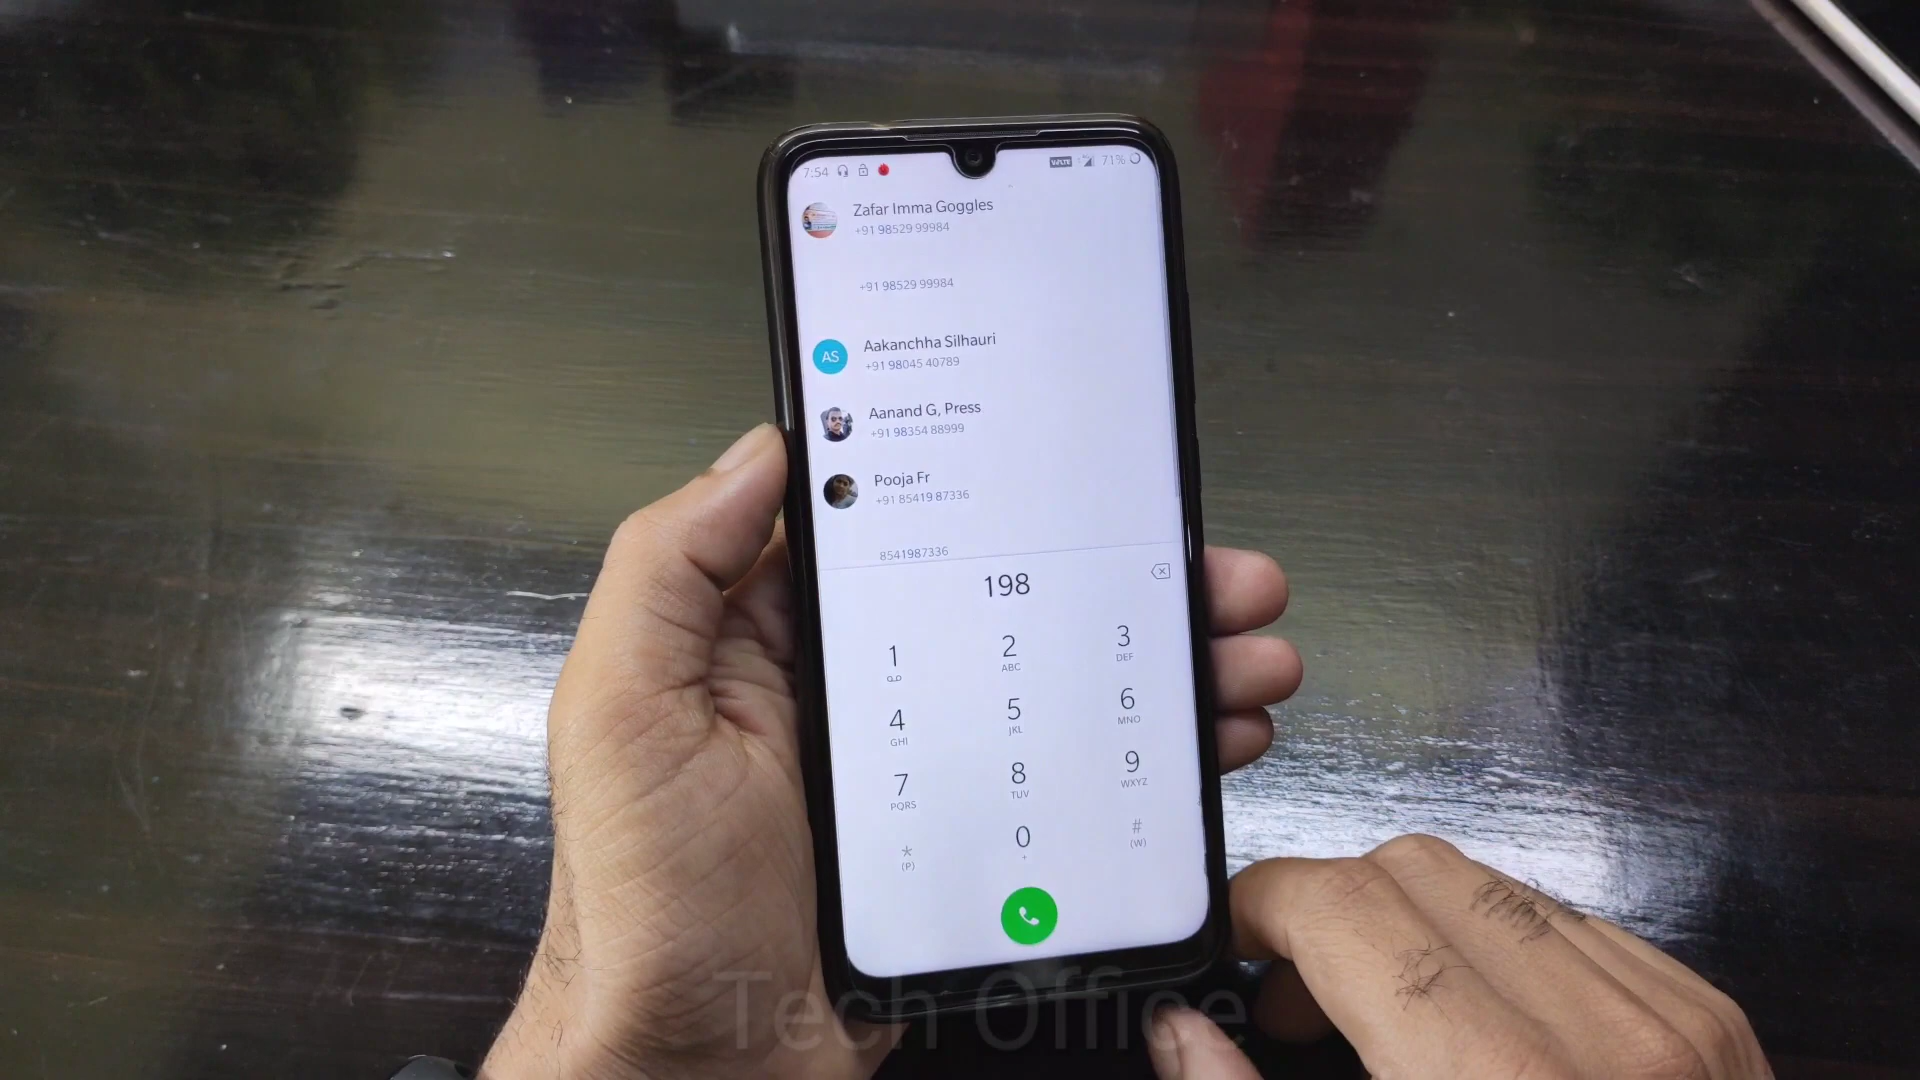 7:54
VoLTE 71%
Zafar Imma Goggles
+91 98529 99984
+91 98529 99984
AS
Aakanchha Silhauri
+91 98045 40789
Aanand G, Press
+91 98354 88999
Pooja Fr
+91 85419 87336
8541987336
198
1 2 3
ABC DEF
4 5 6
GHI JKL MNO
7 8 9
PQRS TUV WXYZ
* 0 #
(P) + (W)
Tech Office